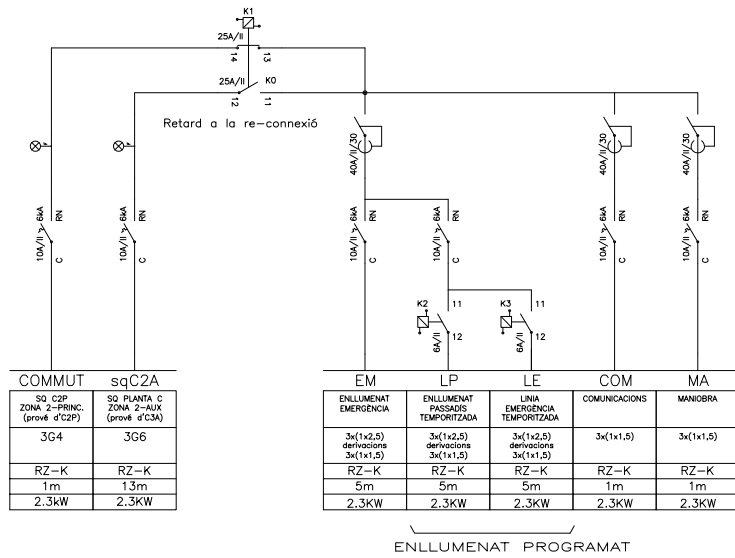 K1
25A/II
14 13
25A/II K0
12 11
Retard a la re-connexió
40A/II/30
40A/II/30
40A/II/30
10A/II 6kA RN C
10A/II 6kA RN C
10A/II 6kA RN C
10A/II 6kA RN C
10A/II 6kA RN C
10A/II 6kA RN C
K2 11
6A/II 12
K3 11
6A/II 12
COMMUT sqC2A EM LP LE COM MA
SQ C2P
ZONA 2-PRINC.
(prové d'C2P)
SQ PLANTA C
ZONA 2-AUX
(prové d'C3A)
ENLLUMENAT
EMERGÈNCIA
ENLLUMENAT
PASSADÍS
TEMPORITZADA
LINIA
EMERGÈNCIA
TEMPORITZADA
COMUNICACIONS
MANIOBRA
3G4 3G6
3x(1x2,5)
derivacions
3x(1x1,5)
3x(1x2,5)
derivacions
3x(1x1,5)
3x(1x2,5)
derivacions
3x(1x1,5)
3x(1x1,5)
3x(1x1,5)
RZ-K RZ-K RZ-K RZ-K RZ-K RZ-K RZ-K
1m 13m 5m 5m 5m 1m 1m
2.3kW 2.3KW 2.3KW 2.3KW 2.3KW 2.3KW 2.3KW
ENLLUMENAT PROGRAMAT